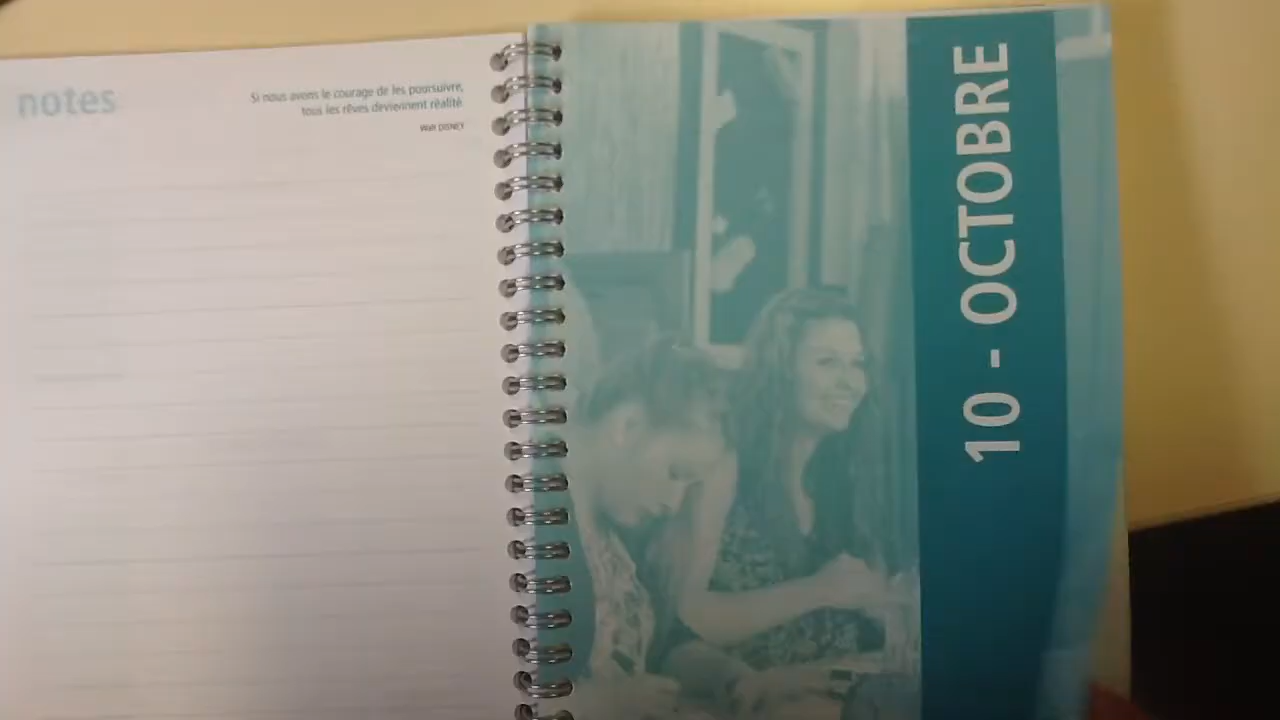 notes
Si nous avons le courage de les poursuivre,
tous les rêves deviennent réalité.
Walt DISNEY
10 - OCTOBRE